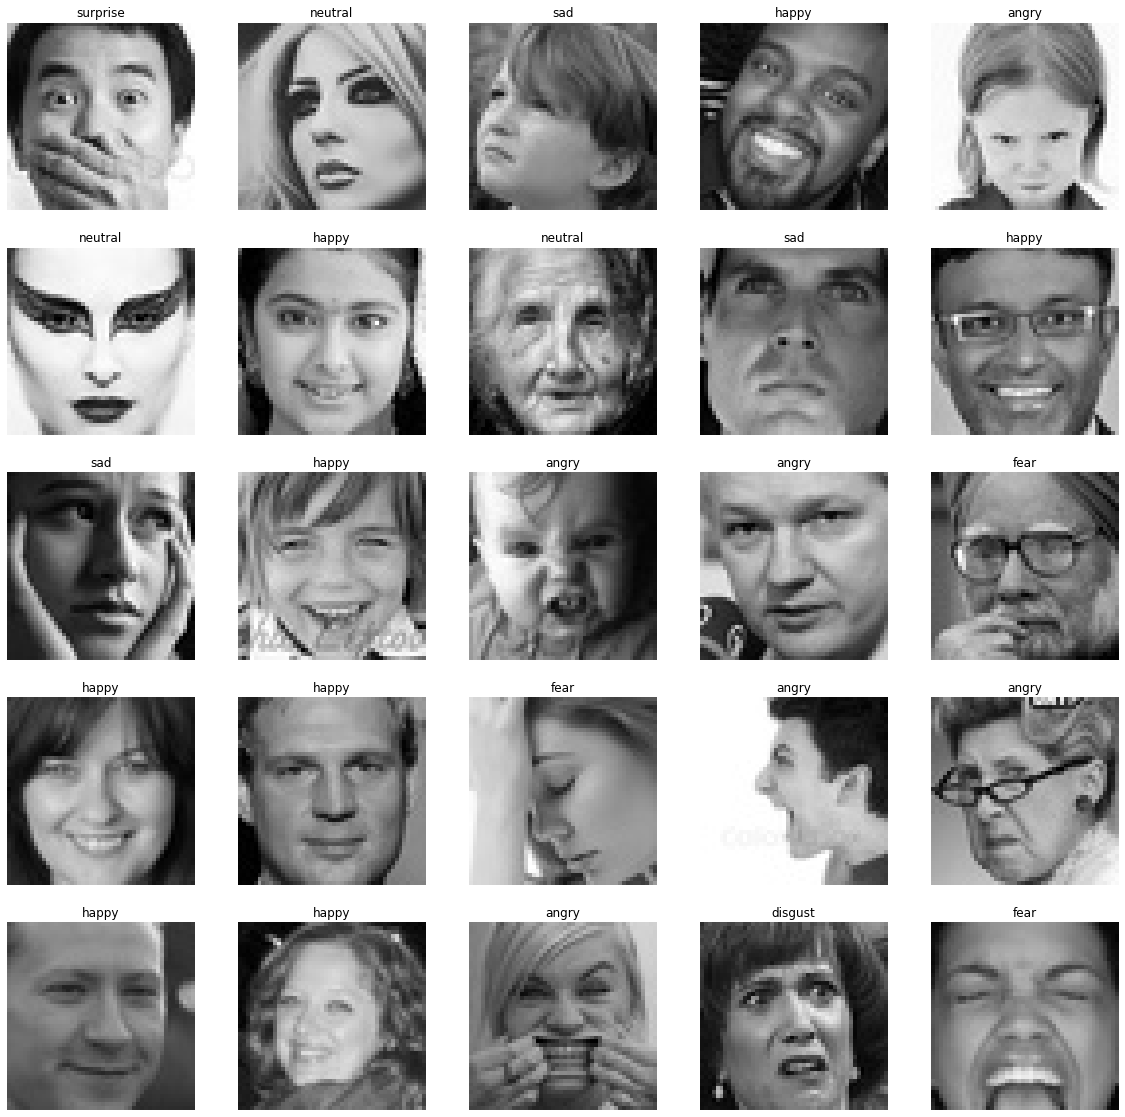 surprise neutral sad happy angry
neutral happy neutral sad happy
sad happy angry angry fear
happy happy fear angry angry
happy happy angry disgust fear